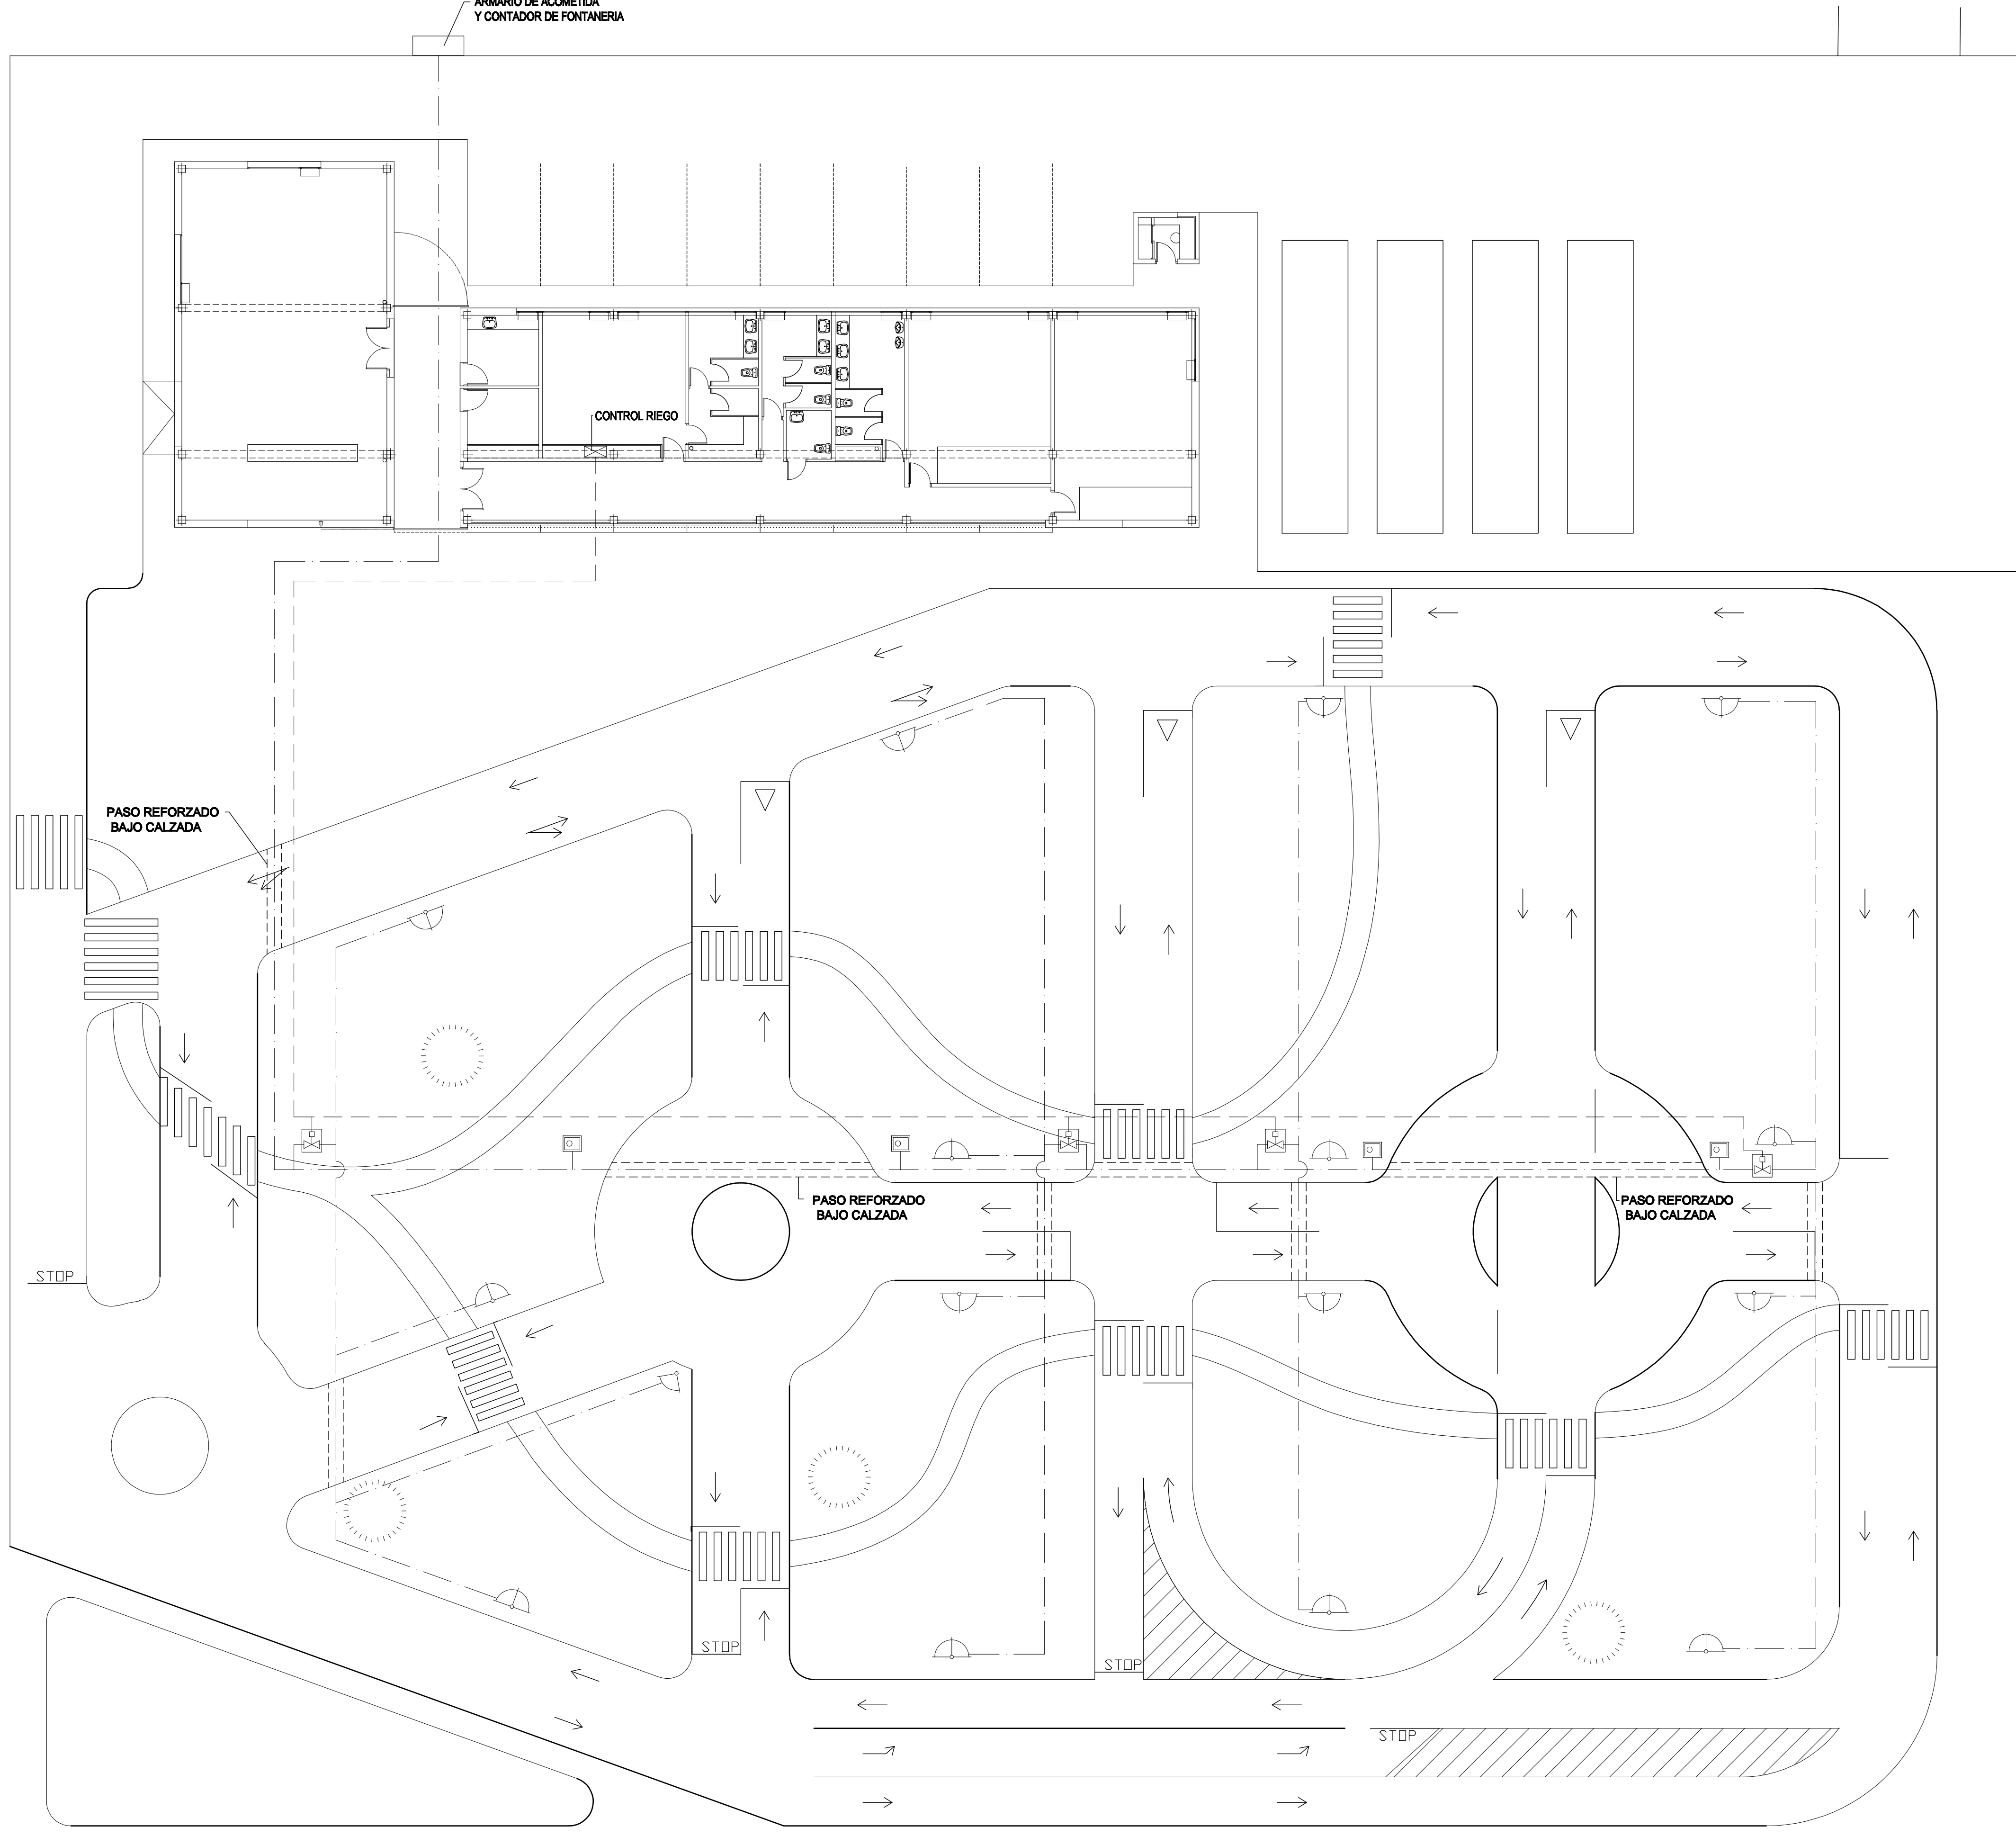 ARMARIO DE ACOMETIDA
Y CONTADOR DE FONTANERIA
CONTROL RIEGO
PASO REFORZADO
BAJO CALZADA
PASO REFORZADO
BAJO CALZADA
PASO REFORZADO
BAJO CALZADA
STOP
STOP
STOP
STOP